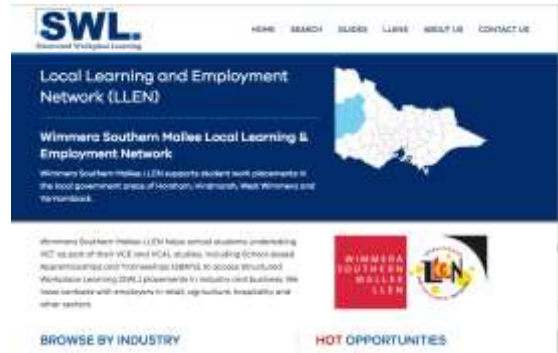 SWL.
Structured Workplace Learning
HOME SEARCH GUIDES LLENS ABOUT US CONTACT US
Local Learning and Employment
Network (LLEN)
Wimmera Southern Mallee Local Learning &
Employment Network
Wimmera Southern Mallee LLEN supports student work placements in
the local government areas of Horsham, Hindmarsh, West Wimmera and
Yarriambiack.
Wimmera Southern Mallee LLEN helps school students undertaking
VET as part of their VCE and VCAL studies, including School-based
Apprenticeships and Traineeships (SBATs), to access Structured
Workplace Learning (SWL) placements in industry and business. We
have contacts with employers in retail, agriculture, hospitality and
other sectors.
WIMMERA
SOUTHERN
MALLEE
LLEN
LLEN
BROWSE BY INDUSTRY
HOT OPPORTUNITIES